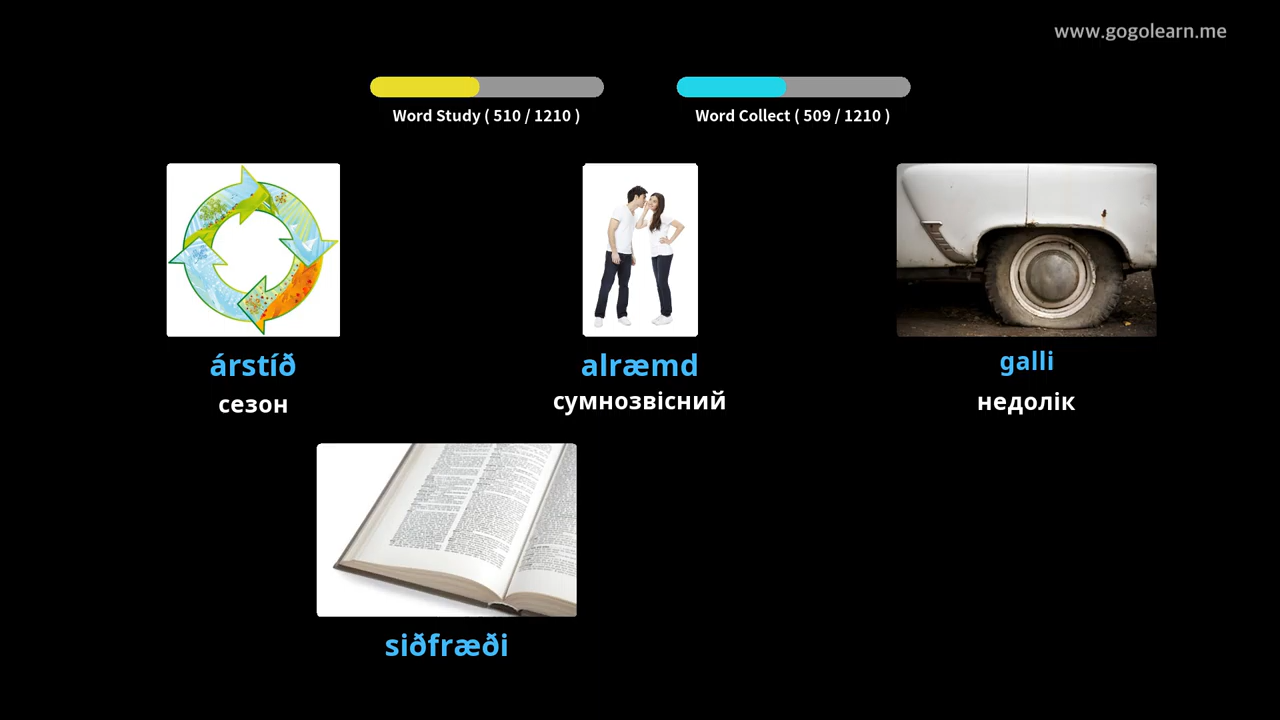 www.gogolearn.me
Word Study ( 510 / 1210 )
Word Collect ( 509 / 1210 )
árstíð
alræmd
galli
сезон
сумнозвісний
недолік
siðfræði